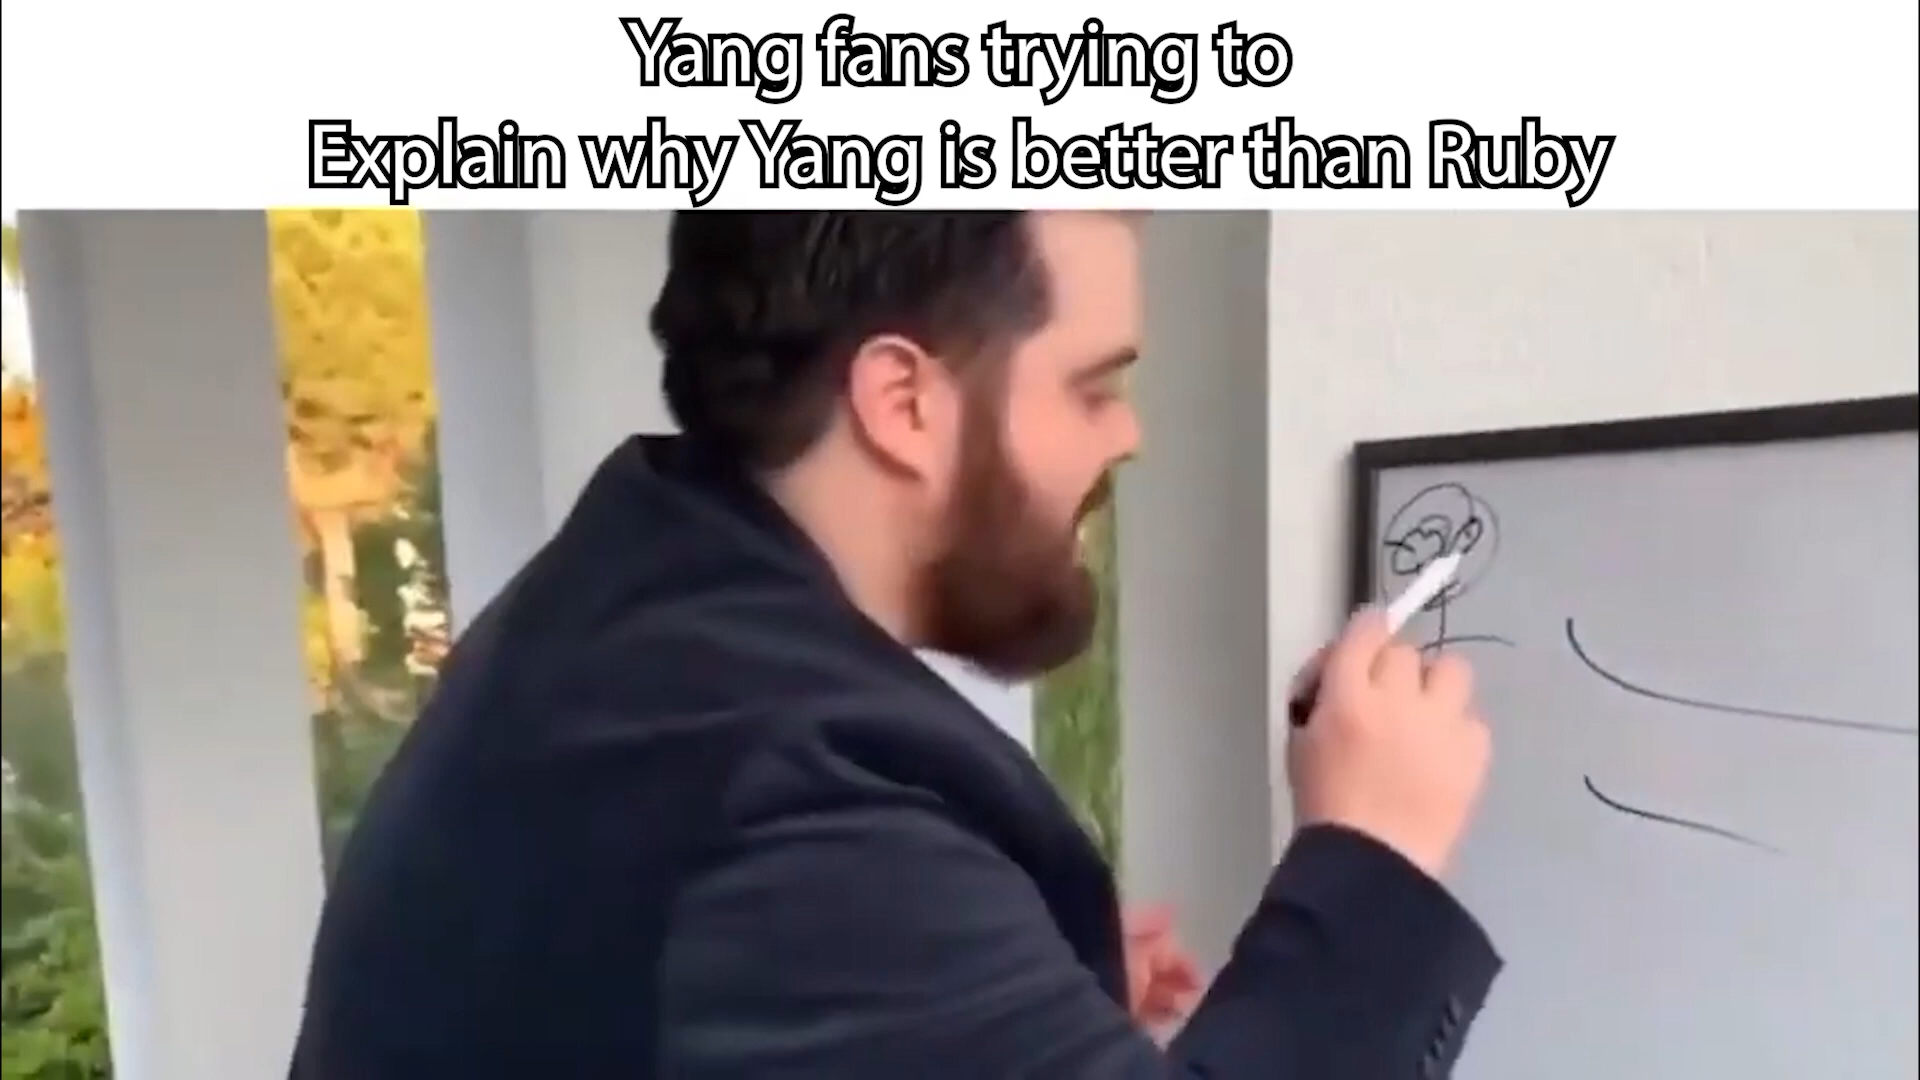 Yang fans trying to
Explain why Yang is better than Ruby